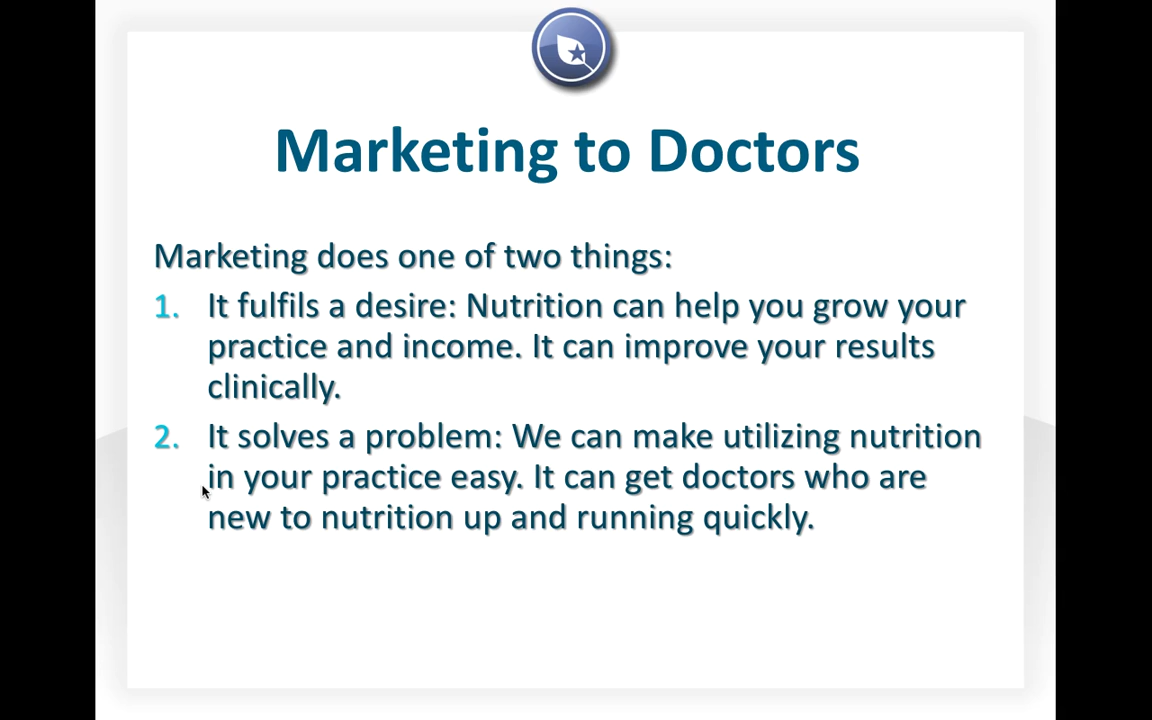 Marketing to Doctors
Marketing does one of two things:
1. It fulfils a desire: Nutrition can help you grow your
practice and income. It can improve your results
clinically.
2. It solves a problem: We can make utilizing nutrition
in your practice easy. It can get doctors who are
new to nutrition up and running quickly.